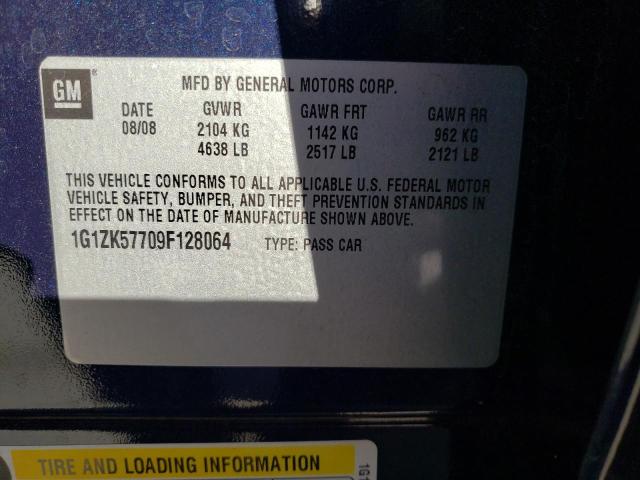 GM ®
MFD BY GENERAL MOTORS CORP.
DATE GVWR GAWR FRT GAWR RR
08/08 2104 KG 1142 KG 962 KG
4638 LB 2517 LB 2121 LB
THIS VEHICLE CONFORMS TO ALL APPLICABLE U.S. FEDERAL MOTOR
VEHICLE SAFETY, BUMPER, AND THEFT PREVENTION STANDARDS IN
EFFECT ON THE DATE OF MANUFACTURE SHOWN ABOVE.
1G1ZK57709F128064 TYPE: PASS CAR
TIRE AND LOADING INFORMATION
1G1